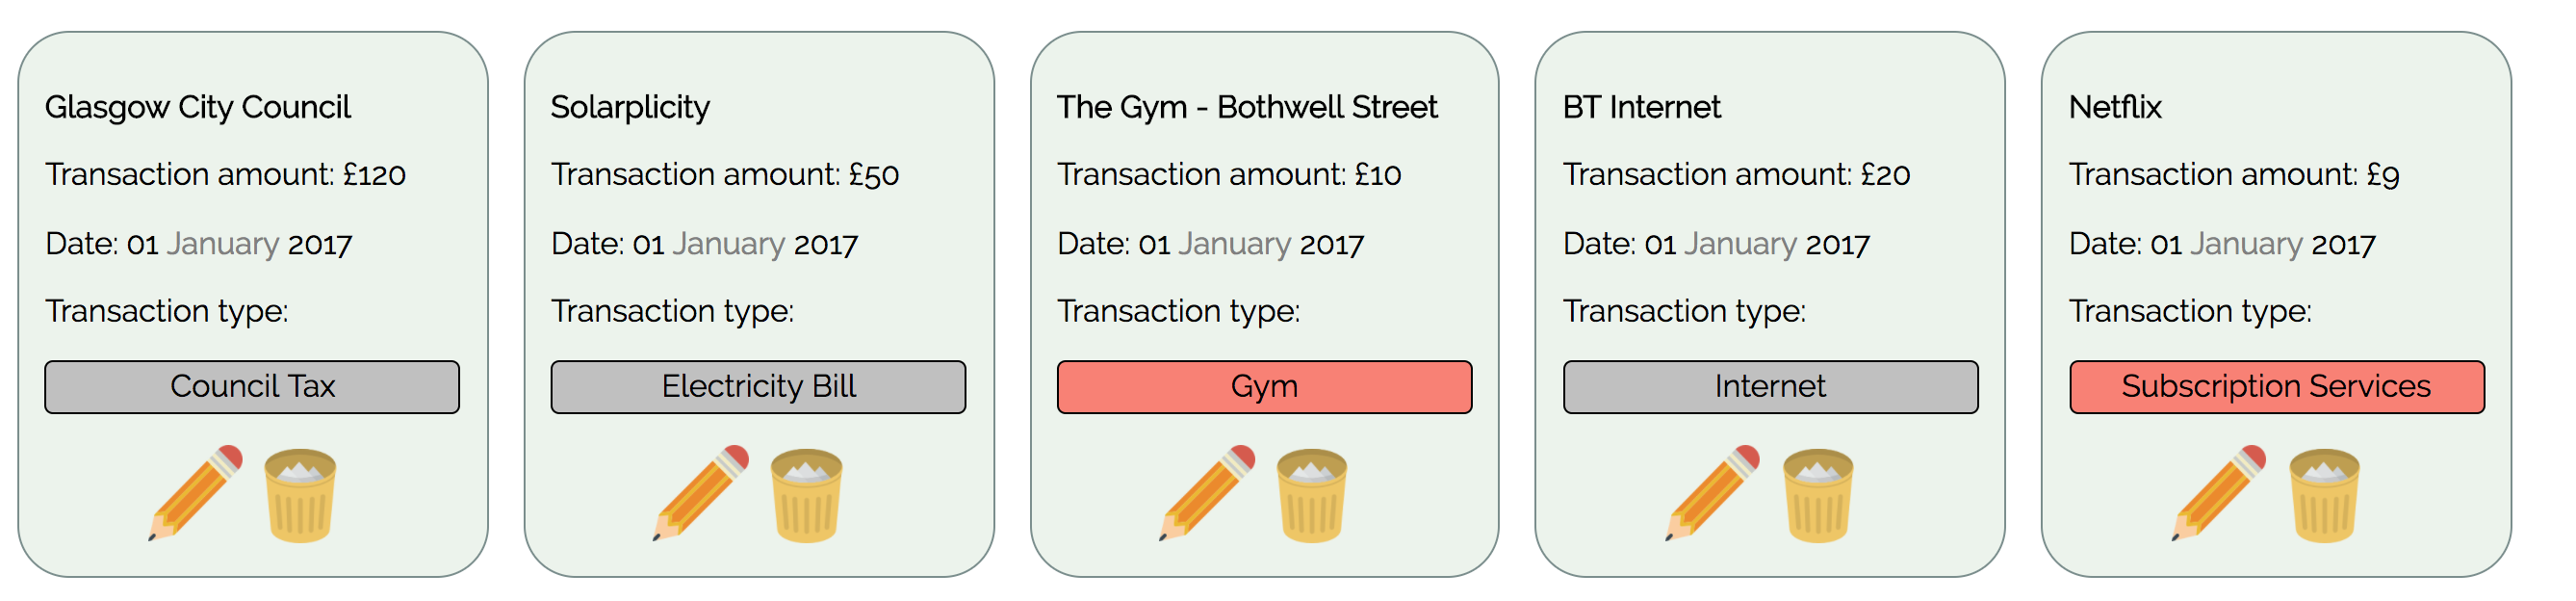 Glasgow City Council
Transaction amount: £120
Date: 01 January 2017
Transaction type:
Council Tax
Solarplicity
Transaction amount: £50
Date: 01 January 2017
Transaction type:
Electricity Bill
The Gym - Bothwell Street
Transaction amount: £10
Date: 01 January 2017
Transaction type:
Gym
BT Internet
Transaction amount: £20
Date: 01 January 2017
Transaction type:
Internet
Netflix
Transaction amount: £9
Date: 01 January 2017
Transaction type:
Subscription Services